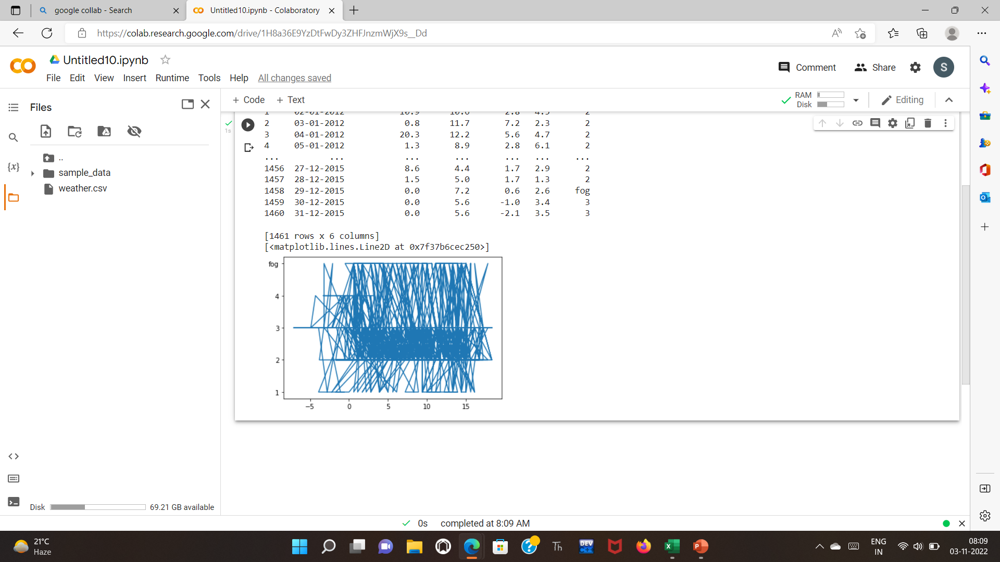 google collab - Search
Untitled10.ipynb - Colaboratory
https://colab.research.google.com/drive/1H8a36E9YzDtFwDy3ZHFJnzmWjX9s__Dd
Untitled10.ipynb
File Edit View Insert Runtime Tools Help All changes saved
Comment
Share
S
Files
+ Code + Text
RAM
Disk
Editing
..
sample_data
weather.csv
{x}
1s
1 02-01-2012 10.9 10.6 2.8 4.5 2
2 03-01-2012 0.8 11.7 7.2 2.3 2
3 04-01-2012 20.3 12.2 5.6 4.7 2
4 05-01-2012 1.3 8.9 2.8 6.1 2
... ... ... ... ... ... ...
1456 27-12-2015 8.6 4.4 1.7 2.9 2
1457 28-12-2015 1.5 5.0 1.7 1.3 2
1458 29-12-2015 0.0 7.2 0.6 2.6 fog
1459 30-12-2015 0.0 5.6 -1.0 3.4 3
1460 31-12-2015 0.0 5.6 -2.1 3.5 3
[1461 rows x 6 columns]
[<matplotlib.lines.Line2D at 0x7f37b6cec250>]
fog
4
3
2
1
−5 0 5 10 15
Disk 69.21 GB available
0s completed at 8:09 AM
21°C
Haze
Th
DEV
C++
ENG
IN
08:09
03-11-2022